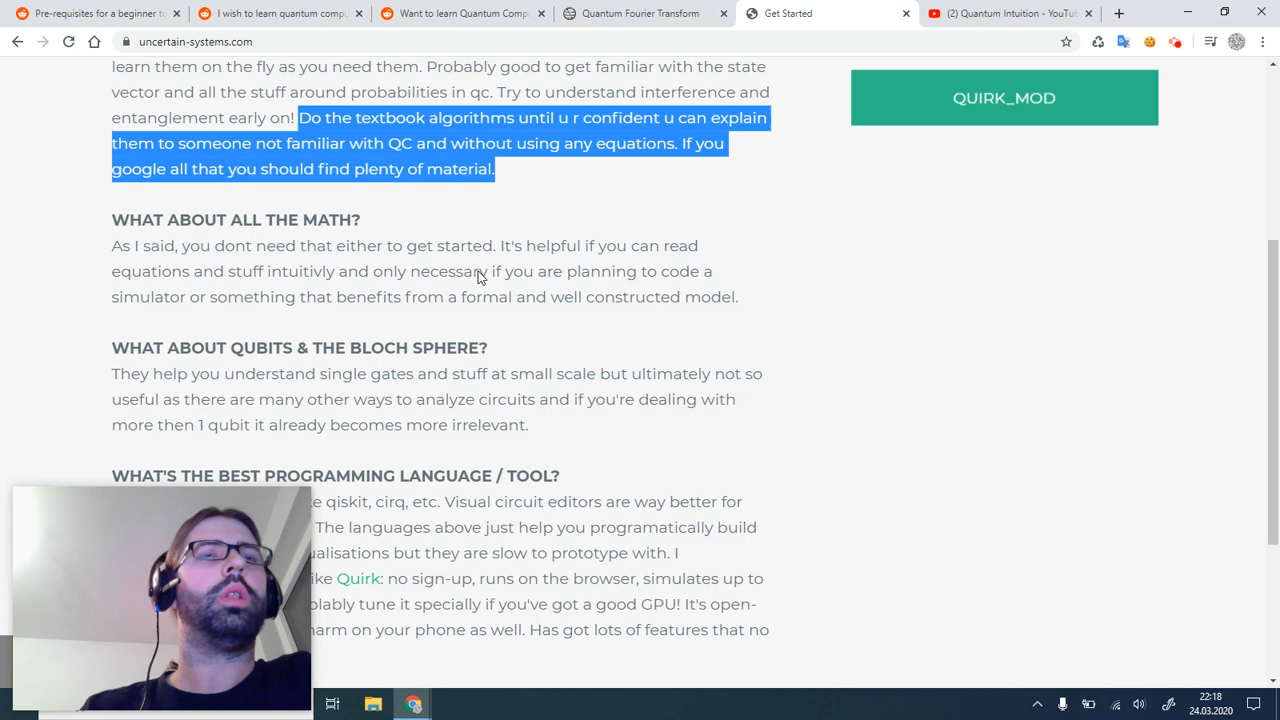 Pre-requisites for a beginner to
I wish to learn quantum compu
Want to learn Quantum Compu
Quantum Fourier Transform
Get Started
(2) Quantum Intuition - YouTub
uncertain-systems.com
learn them on the fly as you need them. Probably good to get familiar with the state
vector and all the stuff around probabilities in qc. Try to understand interference and
entanglement early on! Do the textbook algorithms until u r confident u can explain
them to someone not familiar with QC and without using any equations. If you
google all that you should find plenty of material.
QUIRK_MOD
WHAT ABOUT ALL THE MATH?
As I said, you dont need that either to get started. It's helpful if you can read
equations and stuff intuitivly and only necessary if you are planning to code a
simulator or something that benefits from a formal and well constructed model.
WHAT ABOUT QUBITS & THE BLOCH SPHERE?
They help you understand single gates and stuff at small scale but ultimately not so
useful as there are many other ways to analyze circuits and if you're dealing with
more then 1 qubit it already becomes more irrelevant.
WHAT'S THE BEST PROGRAMMING LANGUAGE / TOOL?
qiskit, cirq, etc. Visual circuit editors are way better for
The languages above just help you programatically build
but they are slow to prototype with. I
Quirk: no sign-up, runs on the browser, simulates up to
tune it specially if you've got a good GPU! It's open-
on your phone as well. Has got lots of features that no
22:18
24.03.2020